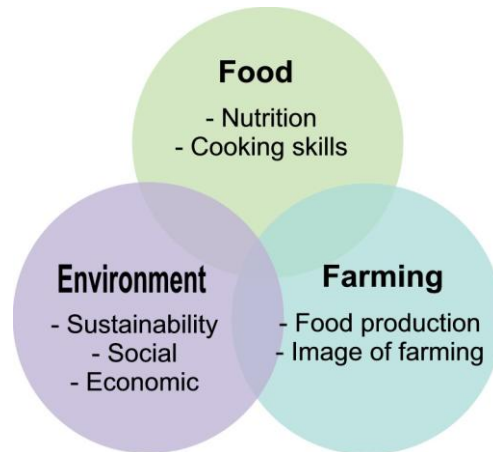 Food
- Nutrition
- Cooking skills
Environment
- Sustainability
- Social
- Economic
Farming
- Food production
- Image of farming